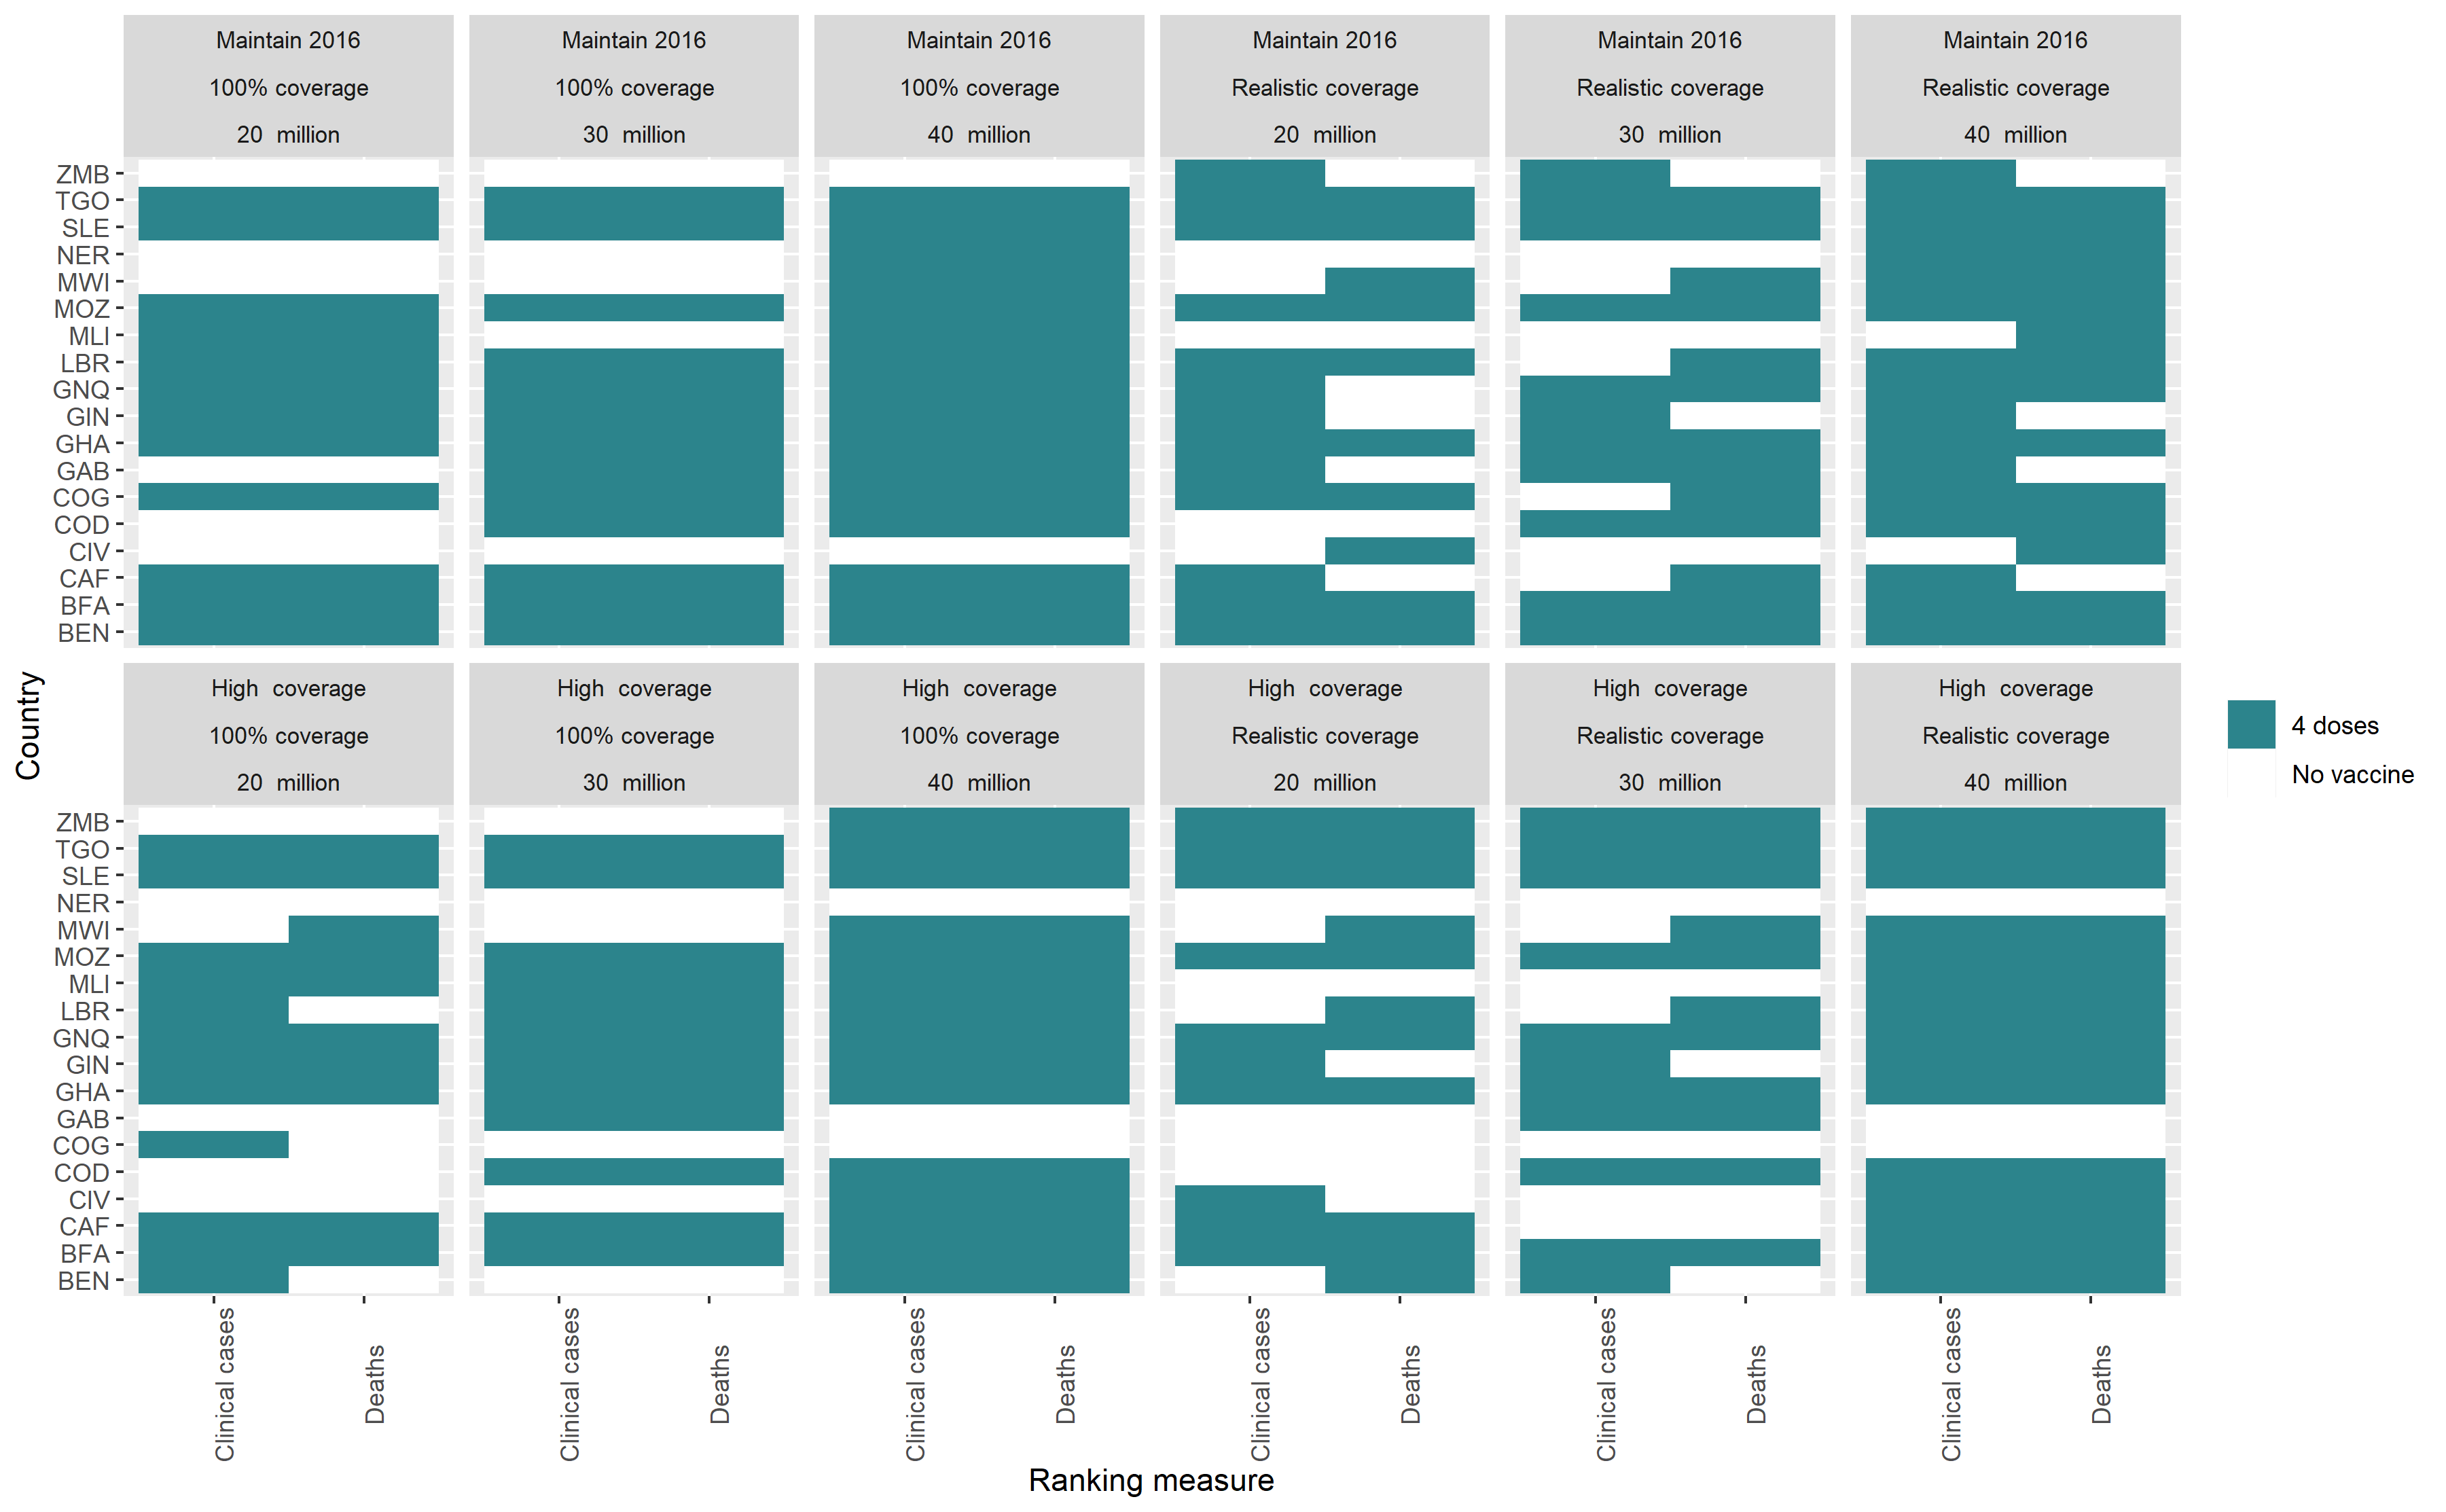 Maintain 2016
100% coverage
20 million
Maintain 2016
100% coverage
30 million
Maintain 2016
100% coverage
40 million
Maintain 2016
Realistic coverage
20 million
Maintain 2016
Realistic coverage
30 million
Maintain 2016
Realistic coverage
40 million
ZMB
TGO
SLE
NER
MWI
MOZ
MLI
LBR
GNQ
GIN
GHA
GAB
COG
COD
CIV
CAF
BFA
BEN
Country
High coverage
100% coverage
20 million
High coverage
100% coverage
30 million
High coverage
100% coverage
40 million
High coverage
Realistic coverage
20 million
High coverage
Realistic coverage
30 million
High coverage
Realistic coverage
40 million
4 doses
No vaccine
ZMB
TGO
SLE
NER
MWI
MOZ
MLI
LBR
GNQ
GIN
GHA
GAB
COG
COD
CIV
CAF
BFA
BEN
Clinical cases
Deaths
Clinical cases
Deaths
Clinical cases
Deaths
Clinical cases
Deaths
Clinical cases
Deaths
Clinical cases
Deaths
Ranking measure